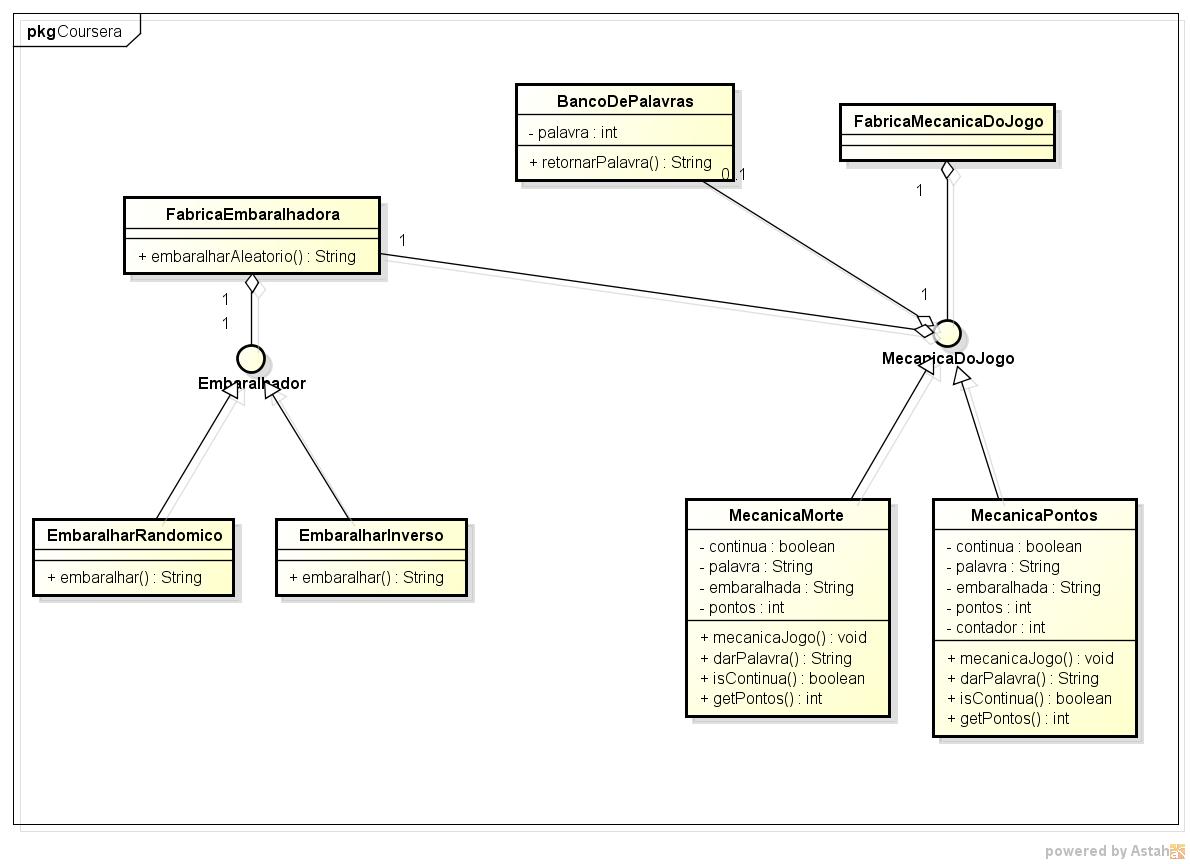 pkg Coursera
BancoDePalavras
- palavra : int
+ retornarPalavra() : String
0..1
FabricaMecanicaDoJogo
1
FabricaEmbaralhadora
+ embaralharAleatorio() : String
1
1
1
1
Embaralhador
MecanicaDoJogo
EmbaralharRandomico
+ embaralhar() : String
EmbaralharInverso
+ embaralhar() : String
MecanicaMorte
- continua : boolean
- palavra : String
- embaralhada : String
- pontos : int
+ mecanicaJogo() : void
+ darPalavra() : String
+ isContinua() : boolean
+ getPontos() : int
MecanicaPontos
- continua : boolean
- palavra : String
- embaralhada : String
- pontos : int
- contador : int
+ mecanicaJogo() : void
+ darPalavra() : String
+ isContinua() : boolean
+ getPontos() : int
powered by Astah